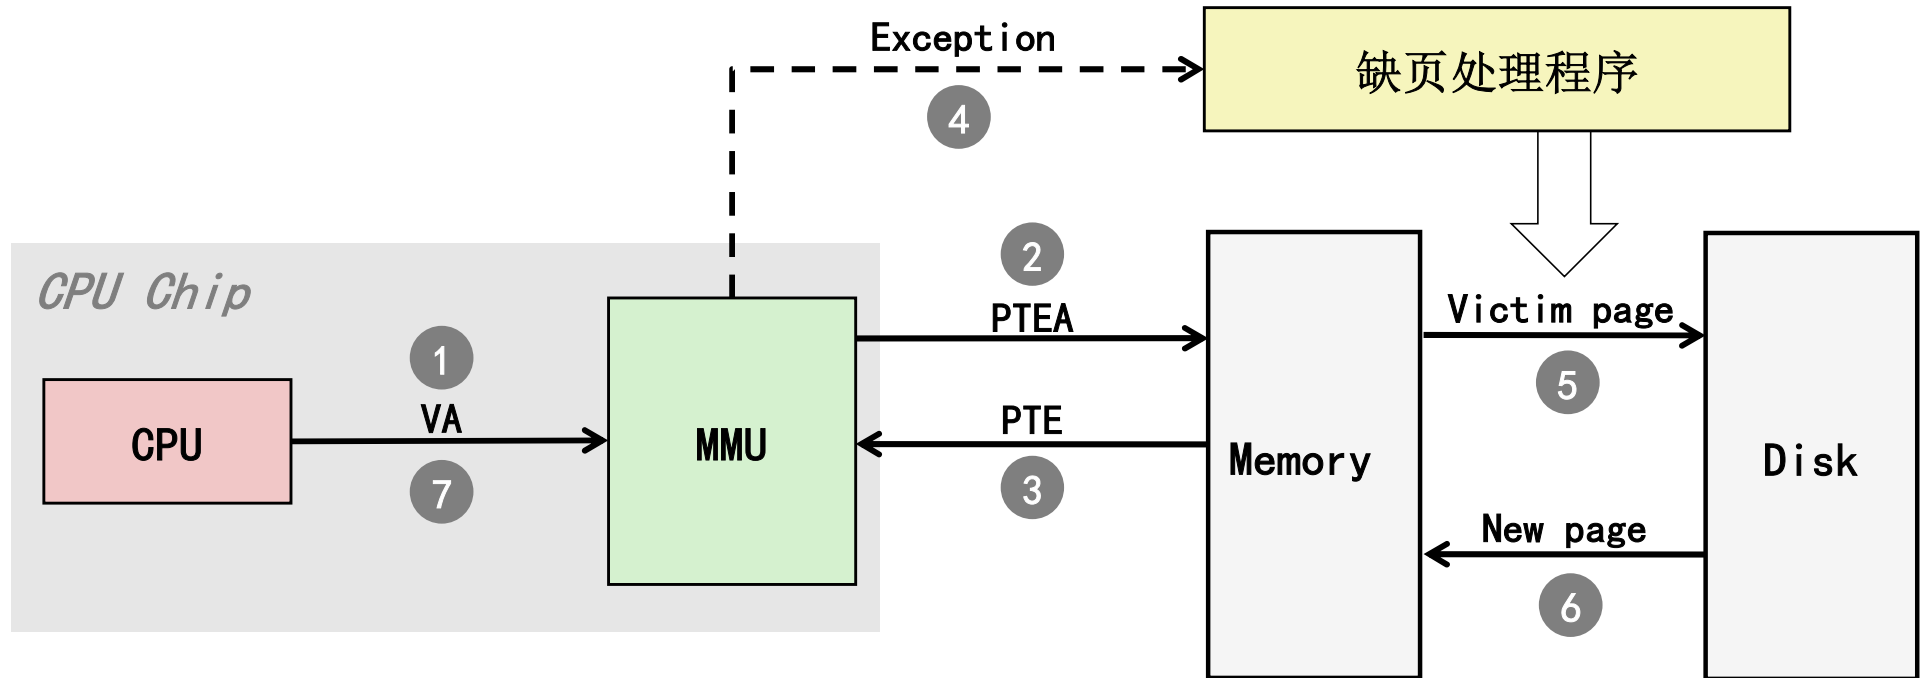 Exception
缺页处理程序
4
CPU Chip
2
PTEA
Victim page
1
VA
5
CPU
MMU
PTE
Memory
Disk
7
3
New page
6